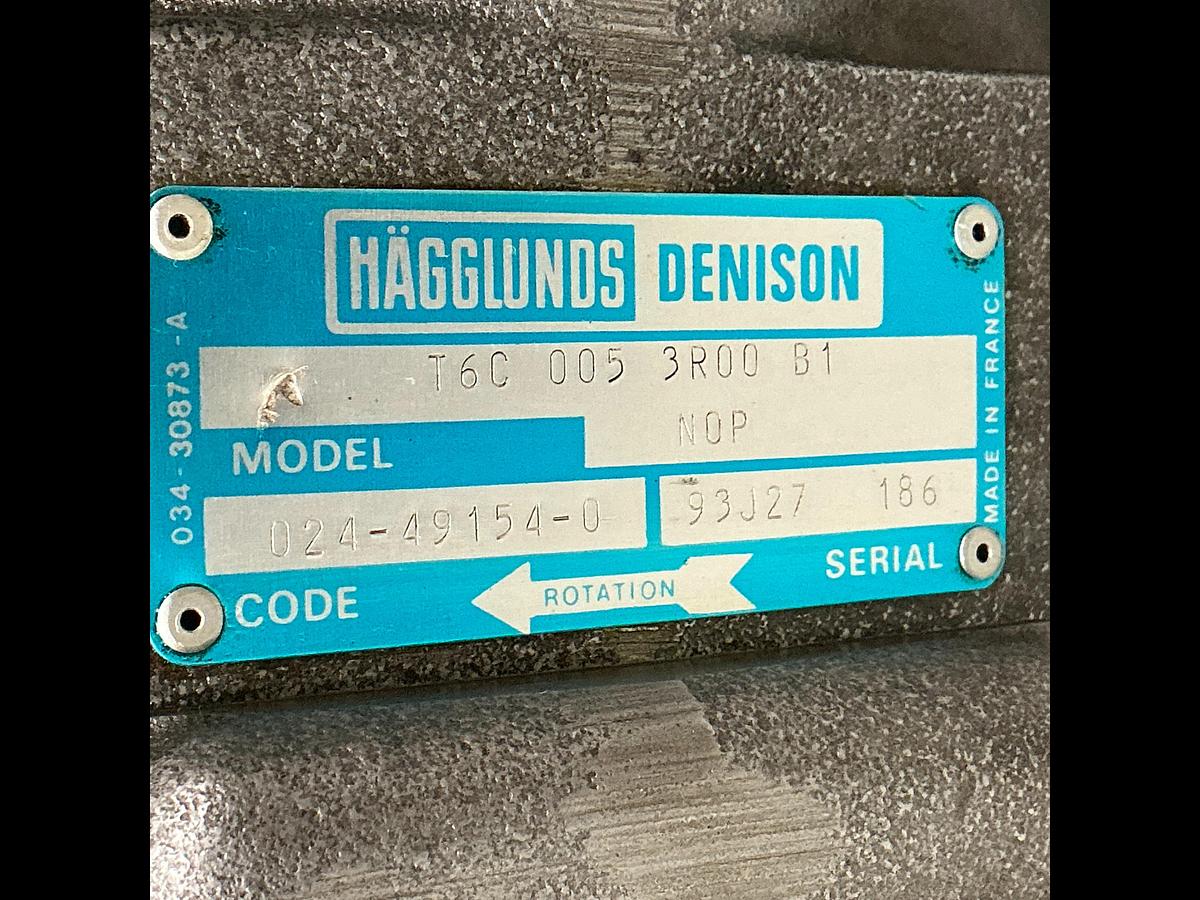 HÄGGLUNDS DENISON
T6C 005 3R00 B1
NOP
MODEL
024-49154-0
93J27 186
CODE
ROTATION
SERIAL
034-30873-A
MADE IN FRANCE